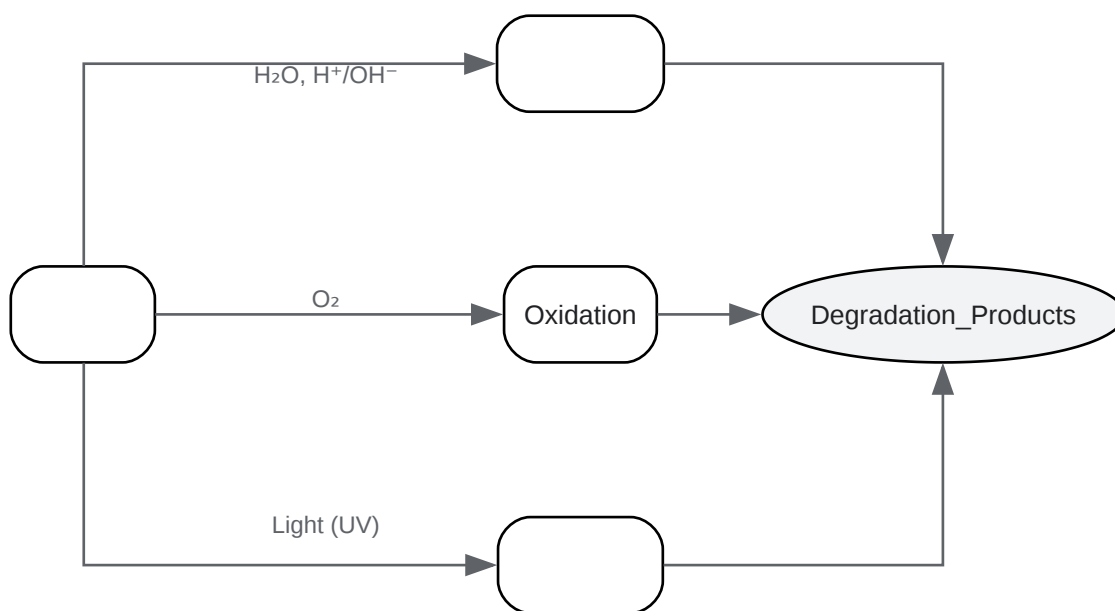 H₂O, H⁺/OH⁻
O₂
Oxidation
Degradation_Products
Light (UV)